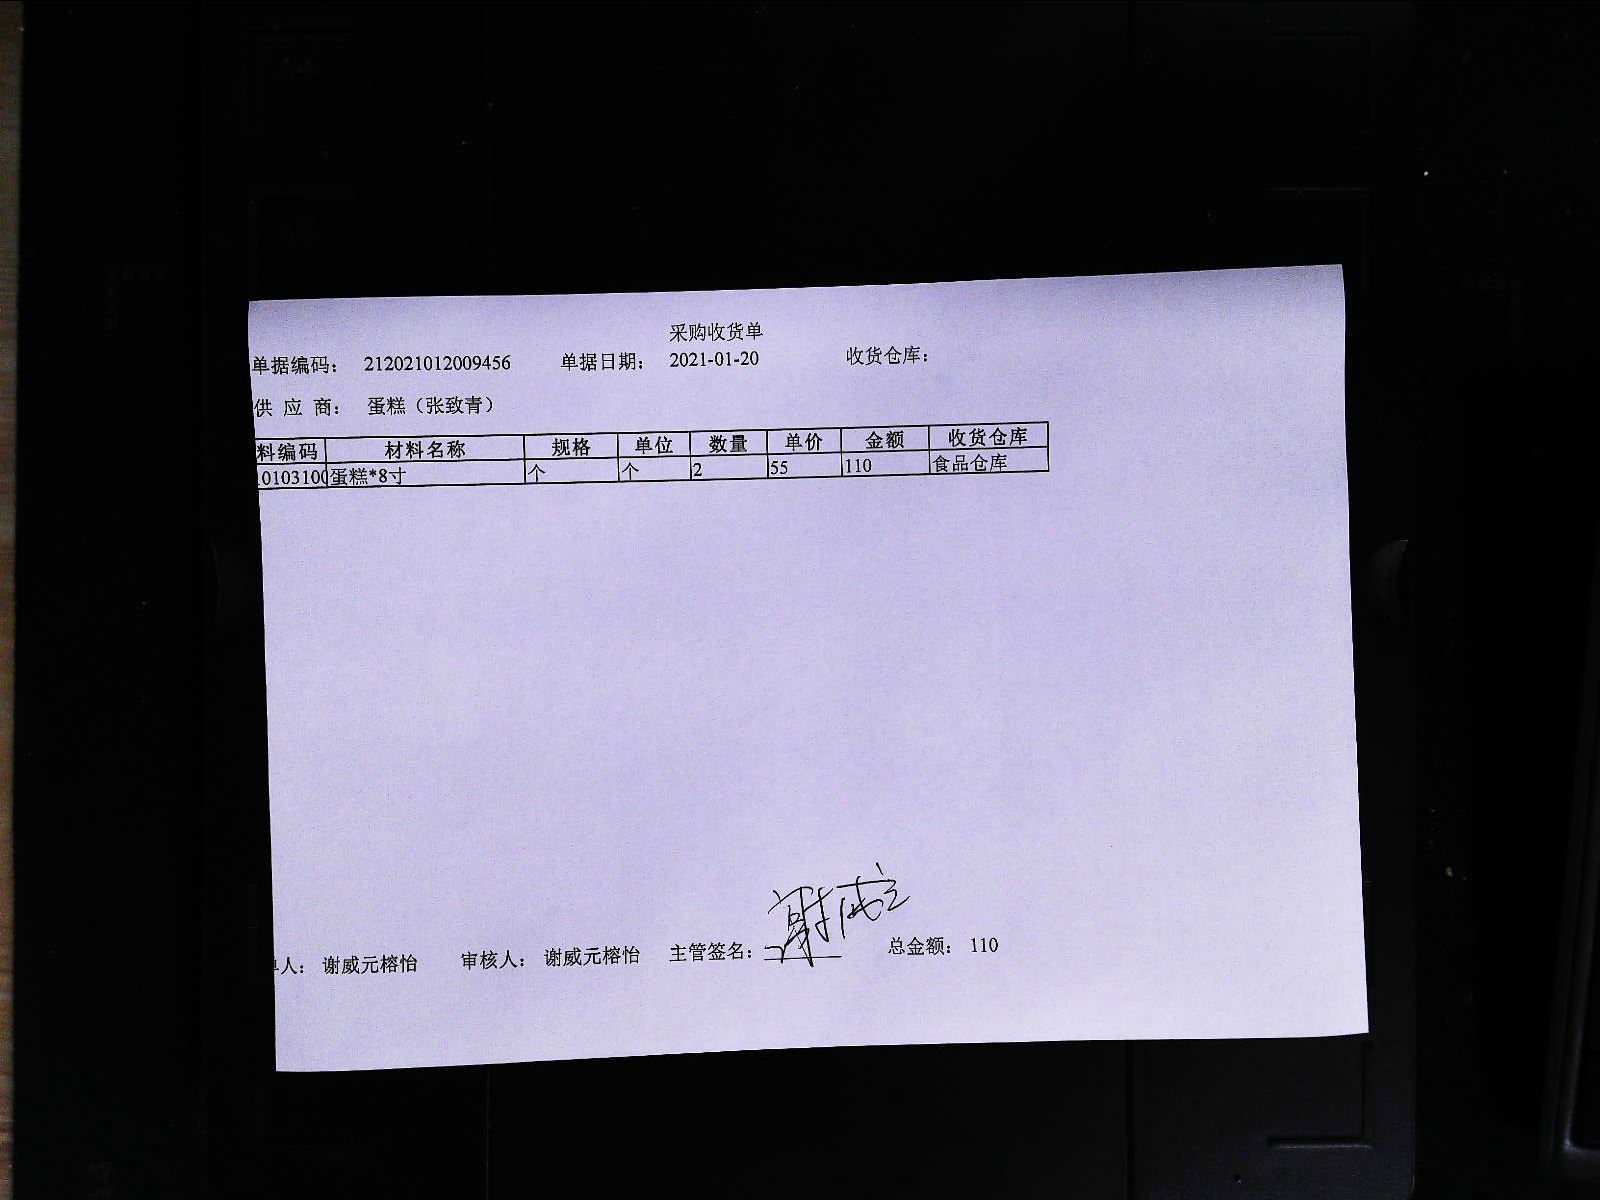 采购收货单
单据编码： 212021012009456 单据日期： 2021-01-20 收货仓库：
供 应 商： 蛋糕（张致青）
料编码 材料名称 规格 单位 数量 单价 金额 收货仓库
0103100 蛋糕*8寸 个 个 2 55 110 食品仓库
单人： 谢威元榕怡 审核人： 谢威元榕怡 主管签名： 总金额： 110